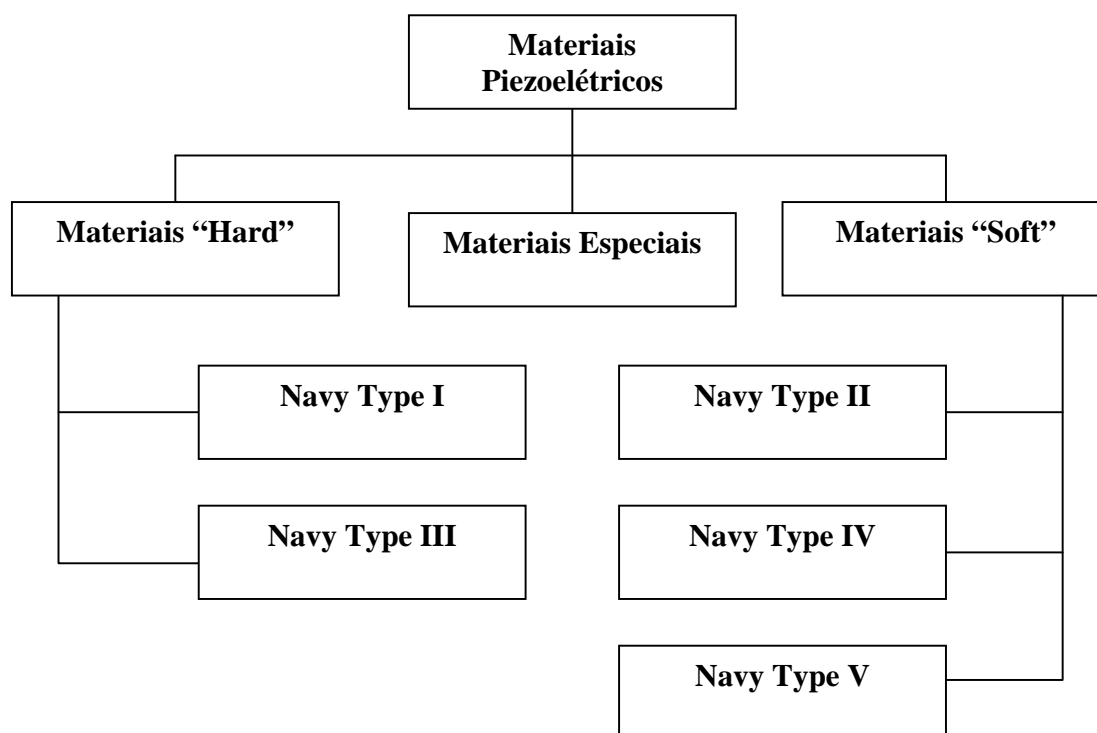 Materiais
Piezoelétricos
Materiais “Hard”
Materiais Especiais
Materiais “Soft”
Navy Type I
Navy Type II
Navy Type III
Navy Type IV
Navy Type V